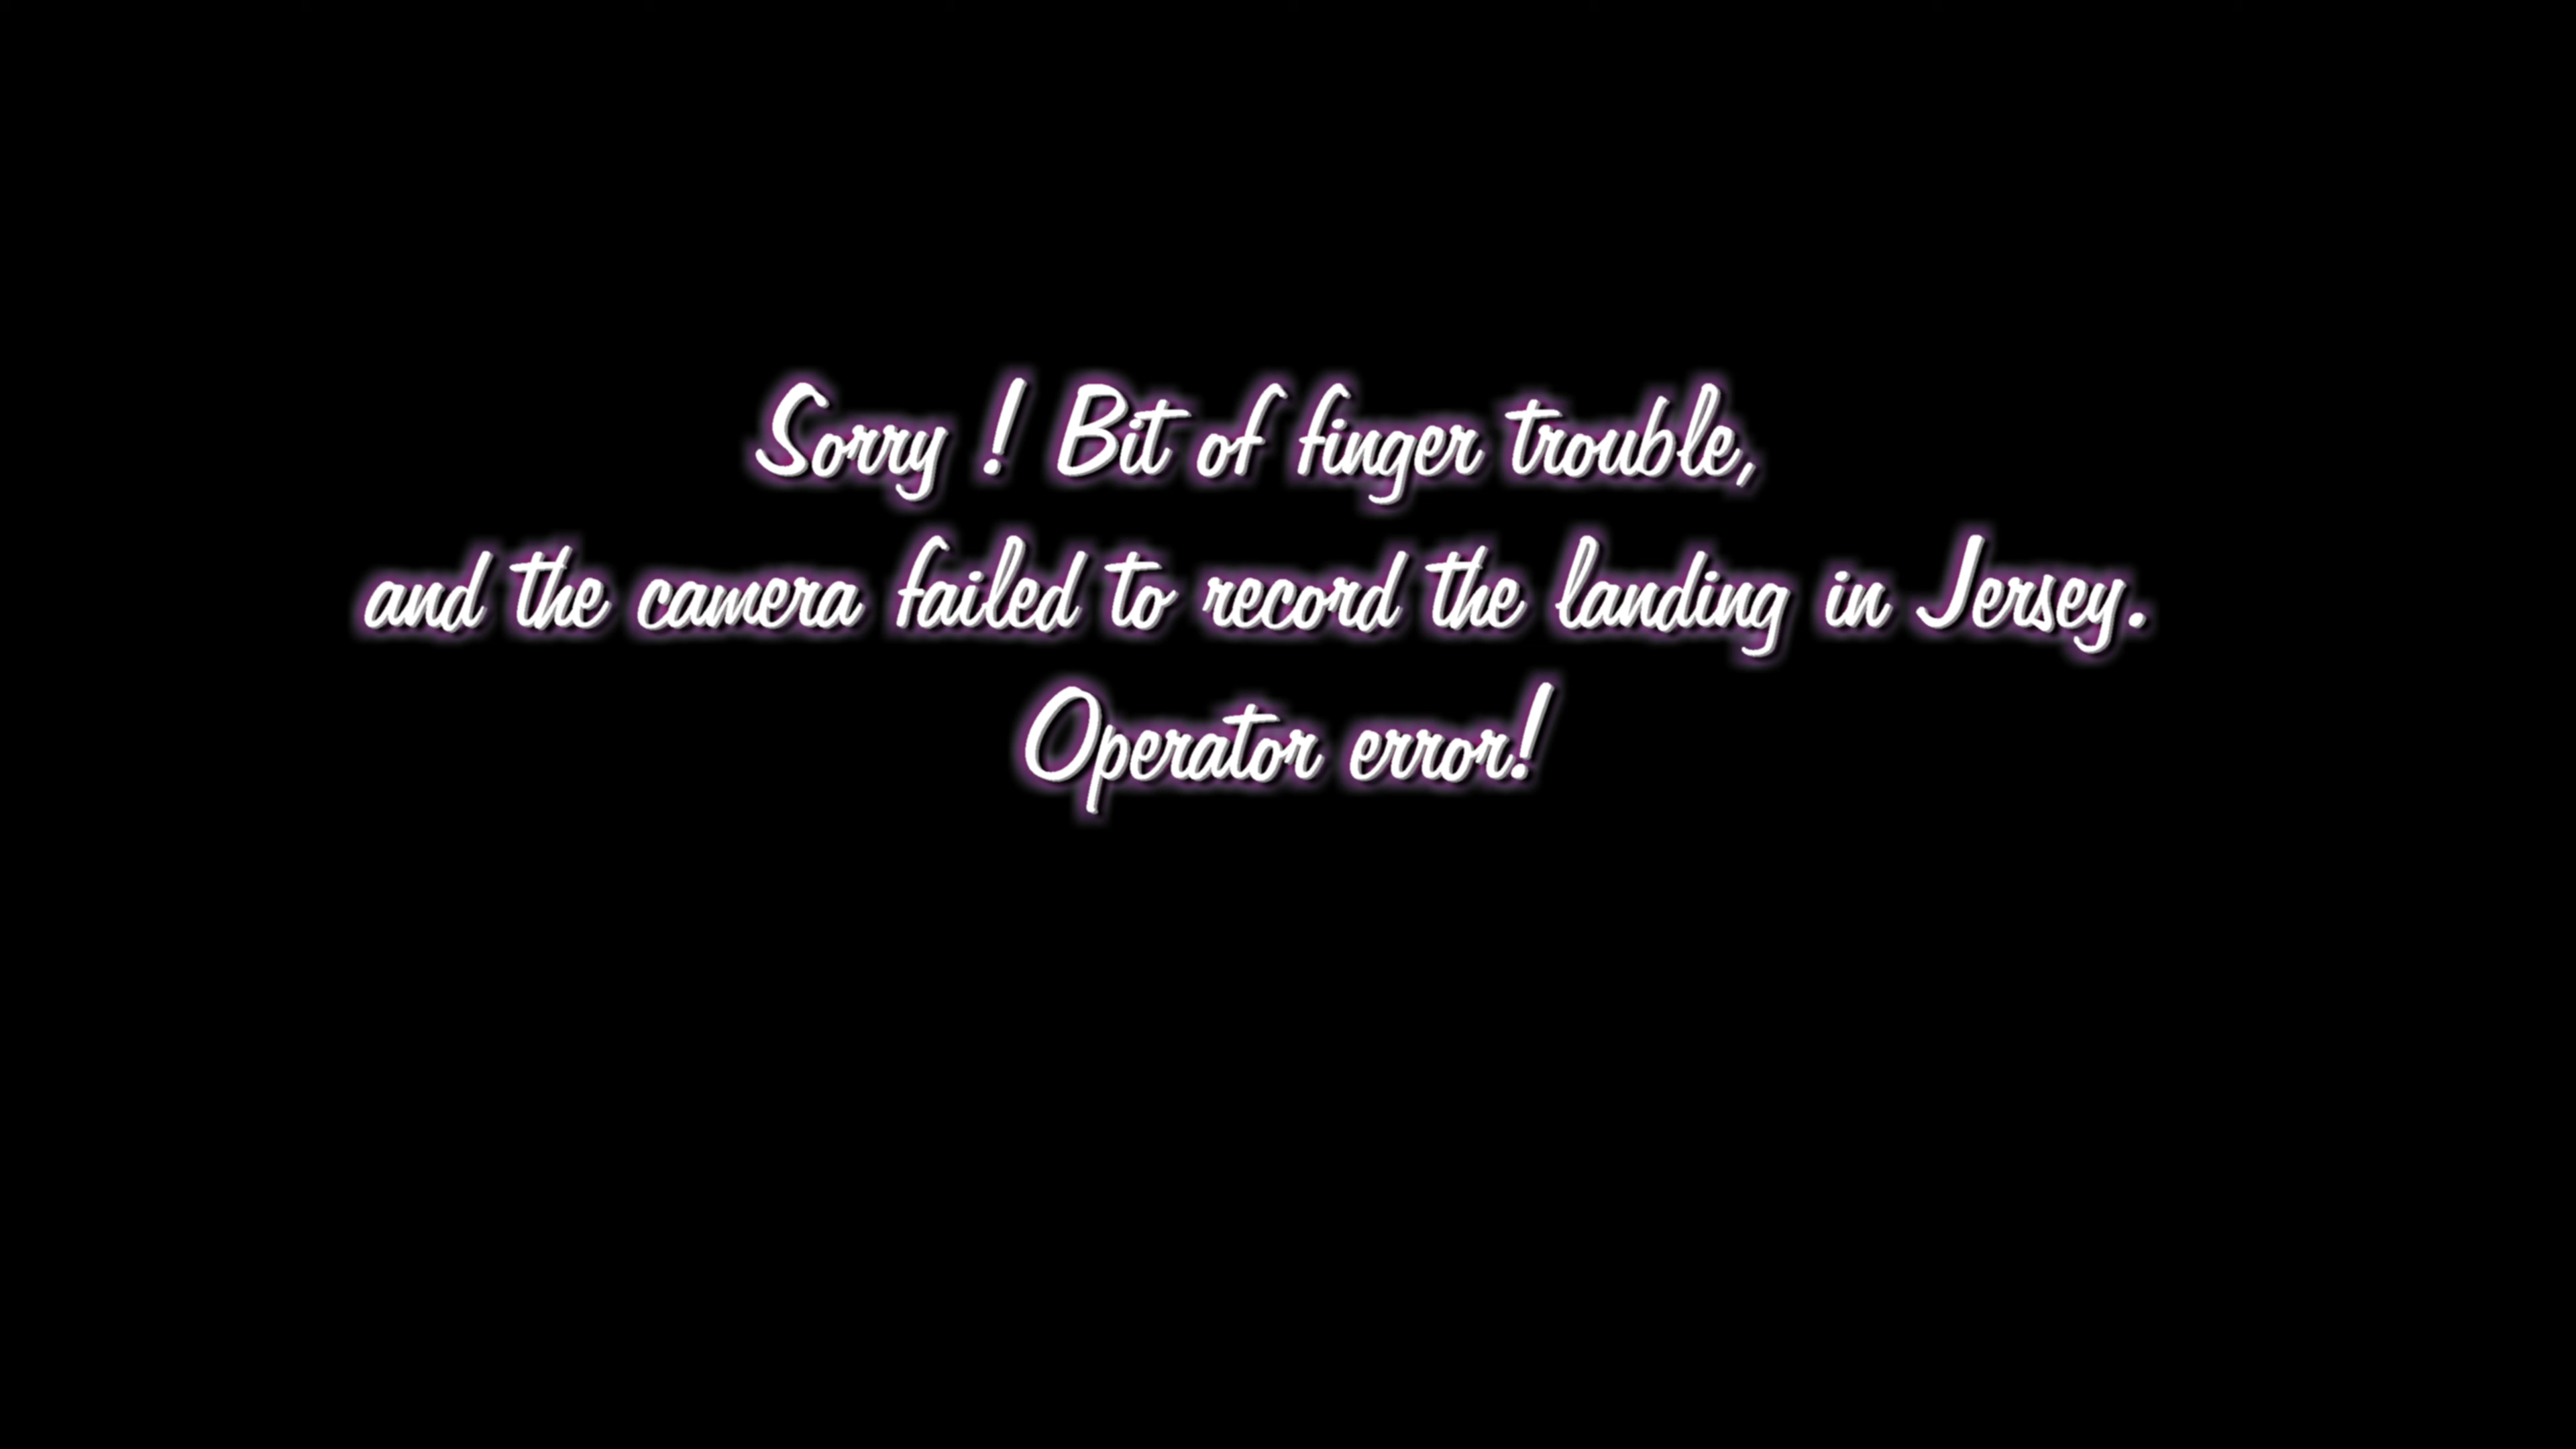 Sorry ! Bit of finger trouble,
and the camera failed to record the landing in Jersey.
Operator error!